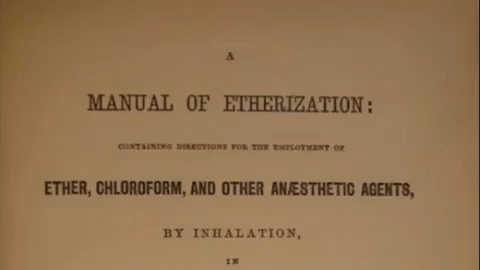 A
MANUAL OF ETHERIZATION:
CONTAINING DIRECTIONS FOR THE EMPLOYMENT OF
ETHER, CHLOROFORM, AND OTHER ANÆSTHETIC AGENTS,
BY INHALATION,
IN